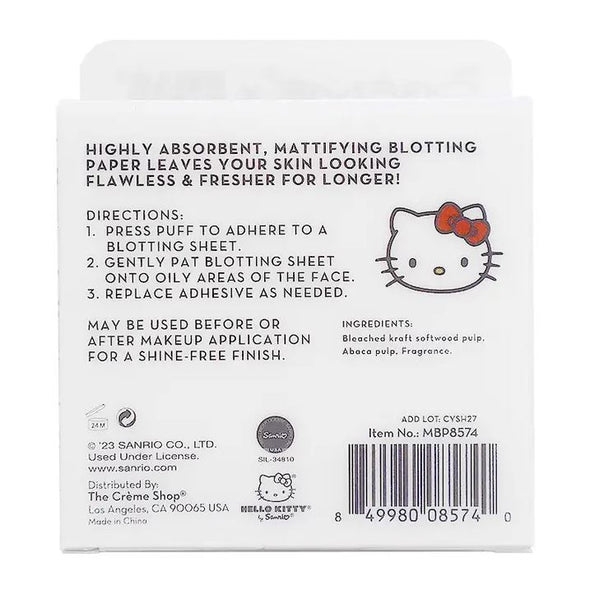 HIGHLY ABSORBENT, MATTIFYING BLOTTING
PAPER LEAVES YOUR SKIN LOOKING
FLAWLESS & FRESHER FOR LONGER!
DIRECTIONS:
1. PRESS PUFF TO ADHERE TO A
BLOTTING SHEET.
2. GENTLY PAT BLOTTING SHEET
ONTO OILY AREAS OF THE FACE.
3. REPLACE ADHESIVE AS NEEDED.
MAY BE USED BEFORE OR
AFTER MAKEUP APPLICATION
FOR A SHINE-FREE FINISH.
INGREDIENTS:
Bleached kraft softwood pulp,
Abaca pulp, Fragrance.
24M
© '23 SANRIO CO., LTD.
Used Under License.
www.sanrio.com
Distributed By:
The Crème Shop®
Los Angeles, CA 90065 USA
Made in China
Sanrio
USA
SIL-34810
HELLO KITTY®
by Sanrio®
ADD LOT: CYSH27
Item No.: MBP8574
8 49980 08574 0